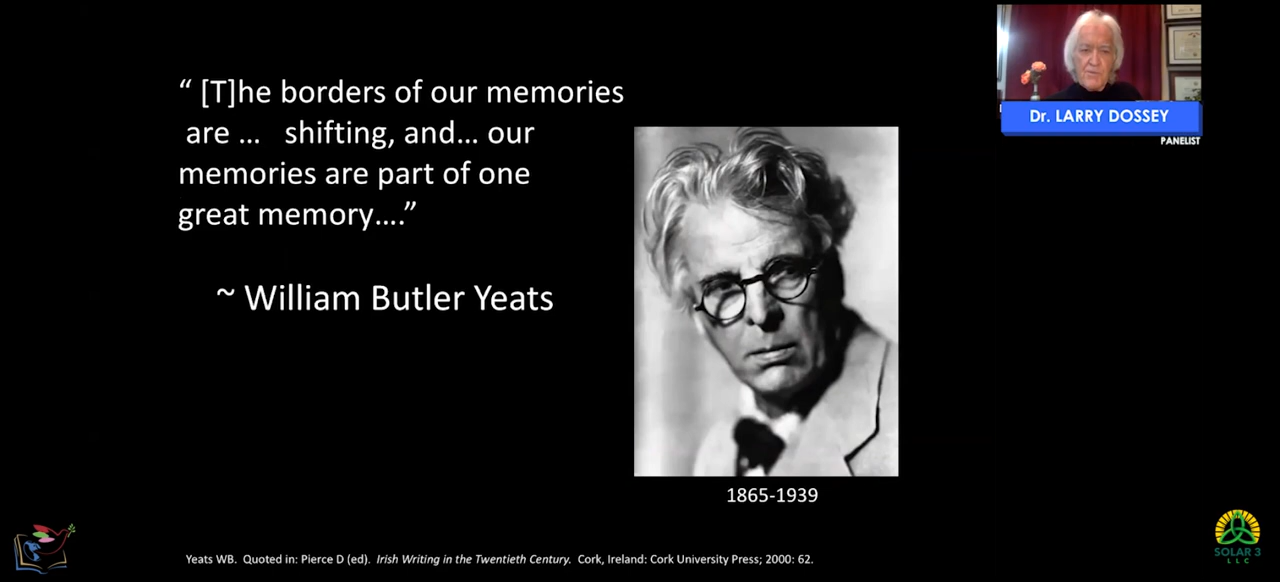 “ [T]he borders of our memories
are … shifting, and… our
memories are part of one
great memory….”
~ William Butler Yeats
1865-1939
Yeats WB. Quoted in: Pierce D (ed). Irish Writing in the Twentieth Century. Cork, Ireland: Cork University Press; 2000: 62.
Dr. LARRY DOSSEY
PANELIST
SOLAR 3
LLC